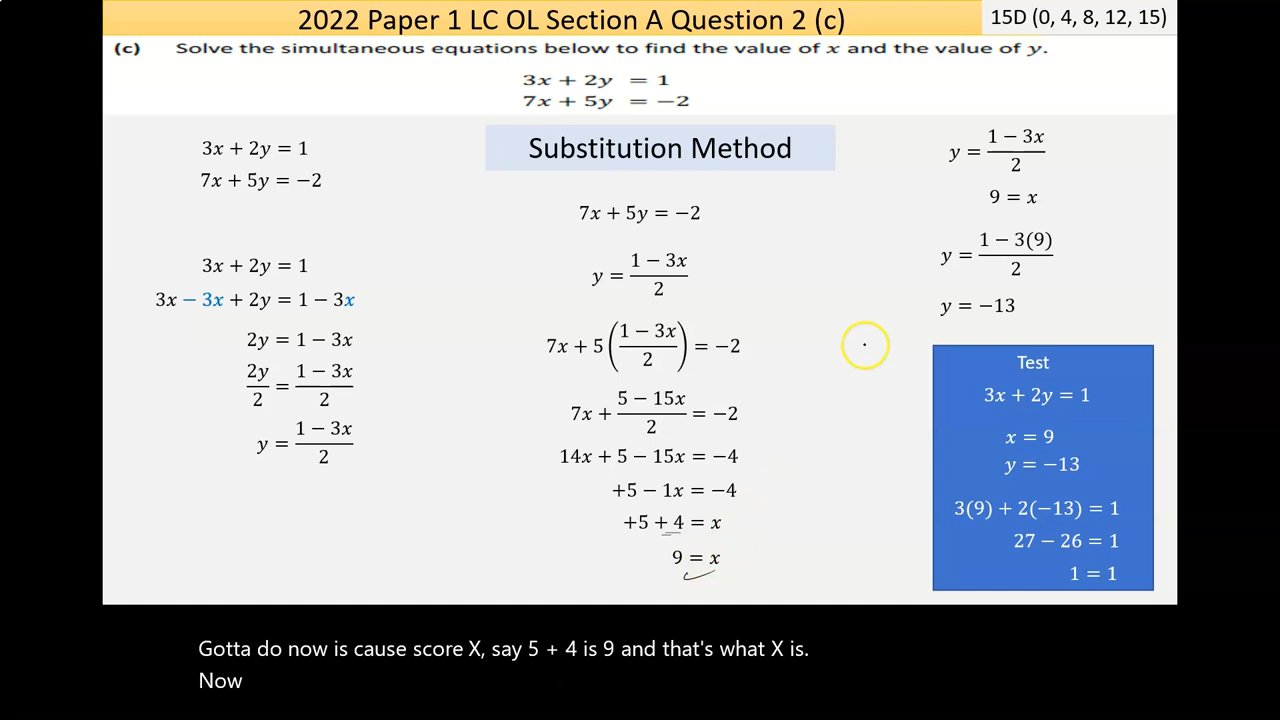 2022 Paper 1 LC OL Section A Question 2 (c)
15D (0, 4, 8, 12, 15)
(c) Solve the simultaneous equations below to find the value of x and the value of y.
3x + 2y = 1
7x + 5y = −2
3x + 2y = 1
7x + 5y = −2
3x + 2y = 1
3x − 3x + 2y = 1 − 3x
2y = 1 − 3x
2y/2 = (1 − 3x)/2
y = (1 − 3x)/2
Substitution Method
7x + 5y = −2
y = (1 − 3x)/2
7x + 5((1 − 3x)/2) = −2
7x + (5 − 15x)/2 = −2
14x + 5 − 15x = −4
+5 − 1x = −4
+5 + 4 = x
9 = x
y = (1 − 3x)/2
9 = x
y = (1 − 3(9))/2
y = −13
Test
3x + 2y = 1
x = 9
y = −13
3(9) + 2(−13) = 1
27 − 26 = 1
1 = 1
Gotta do now is cause score X, say 5 + 4 is 9 and that's what X is.
Now